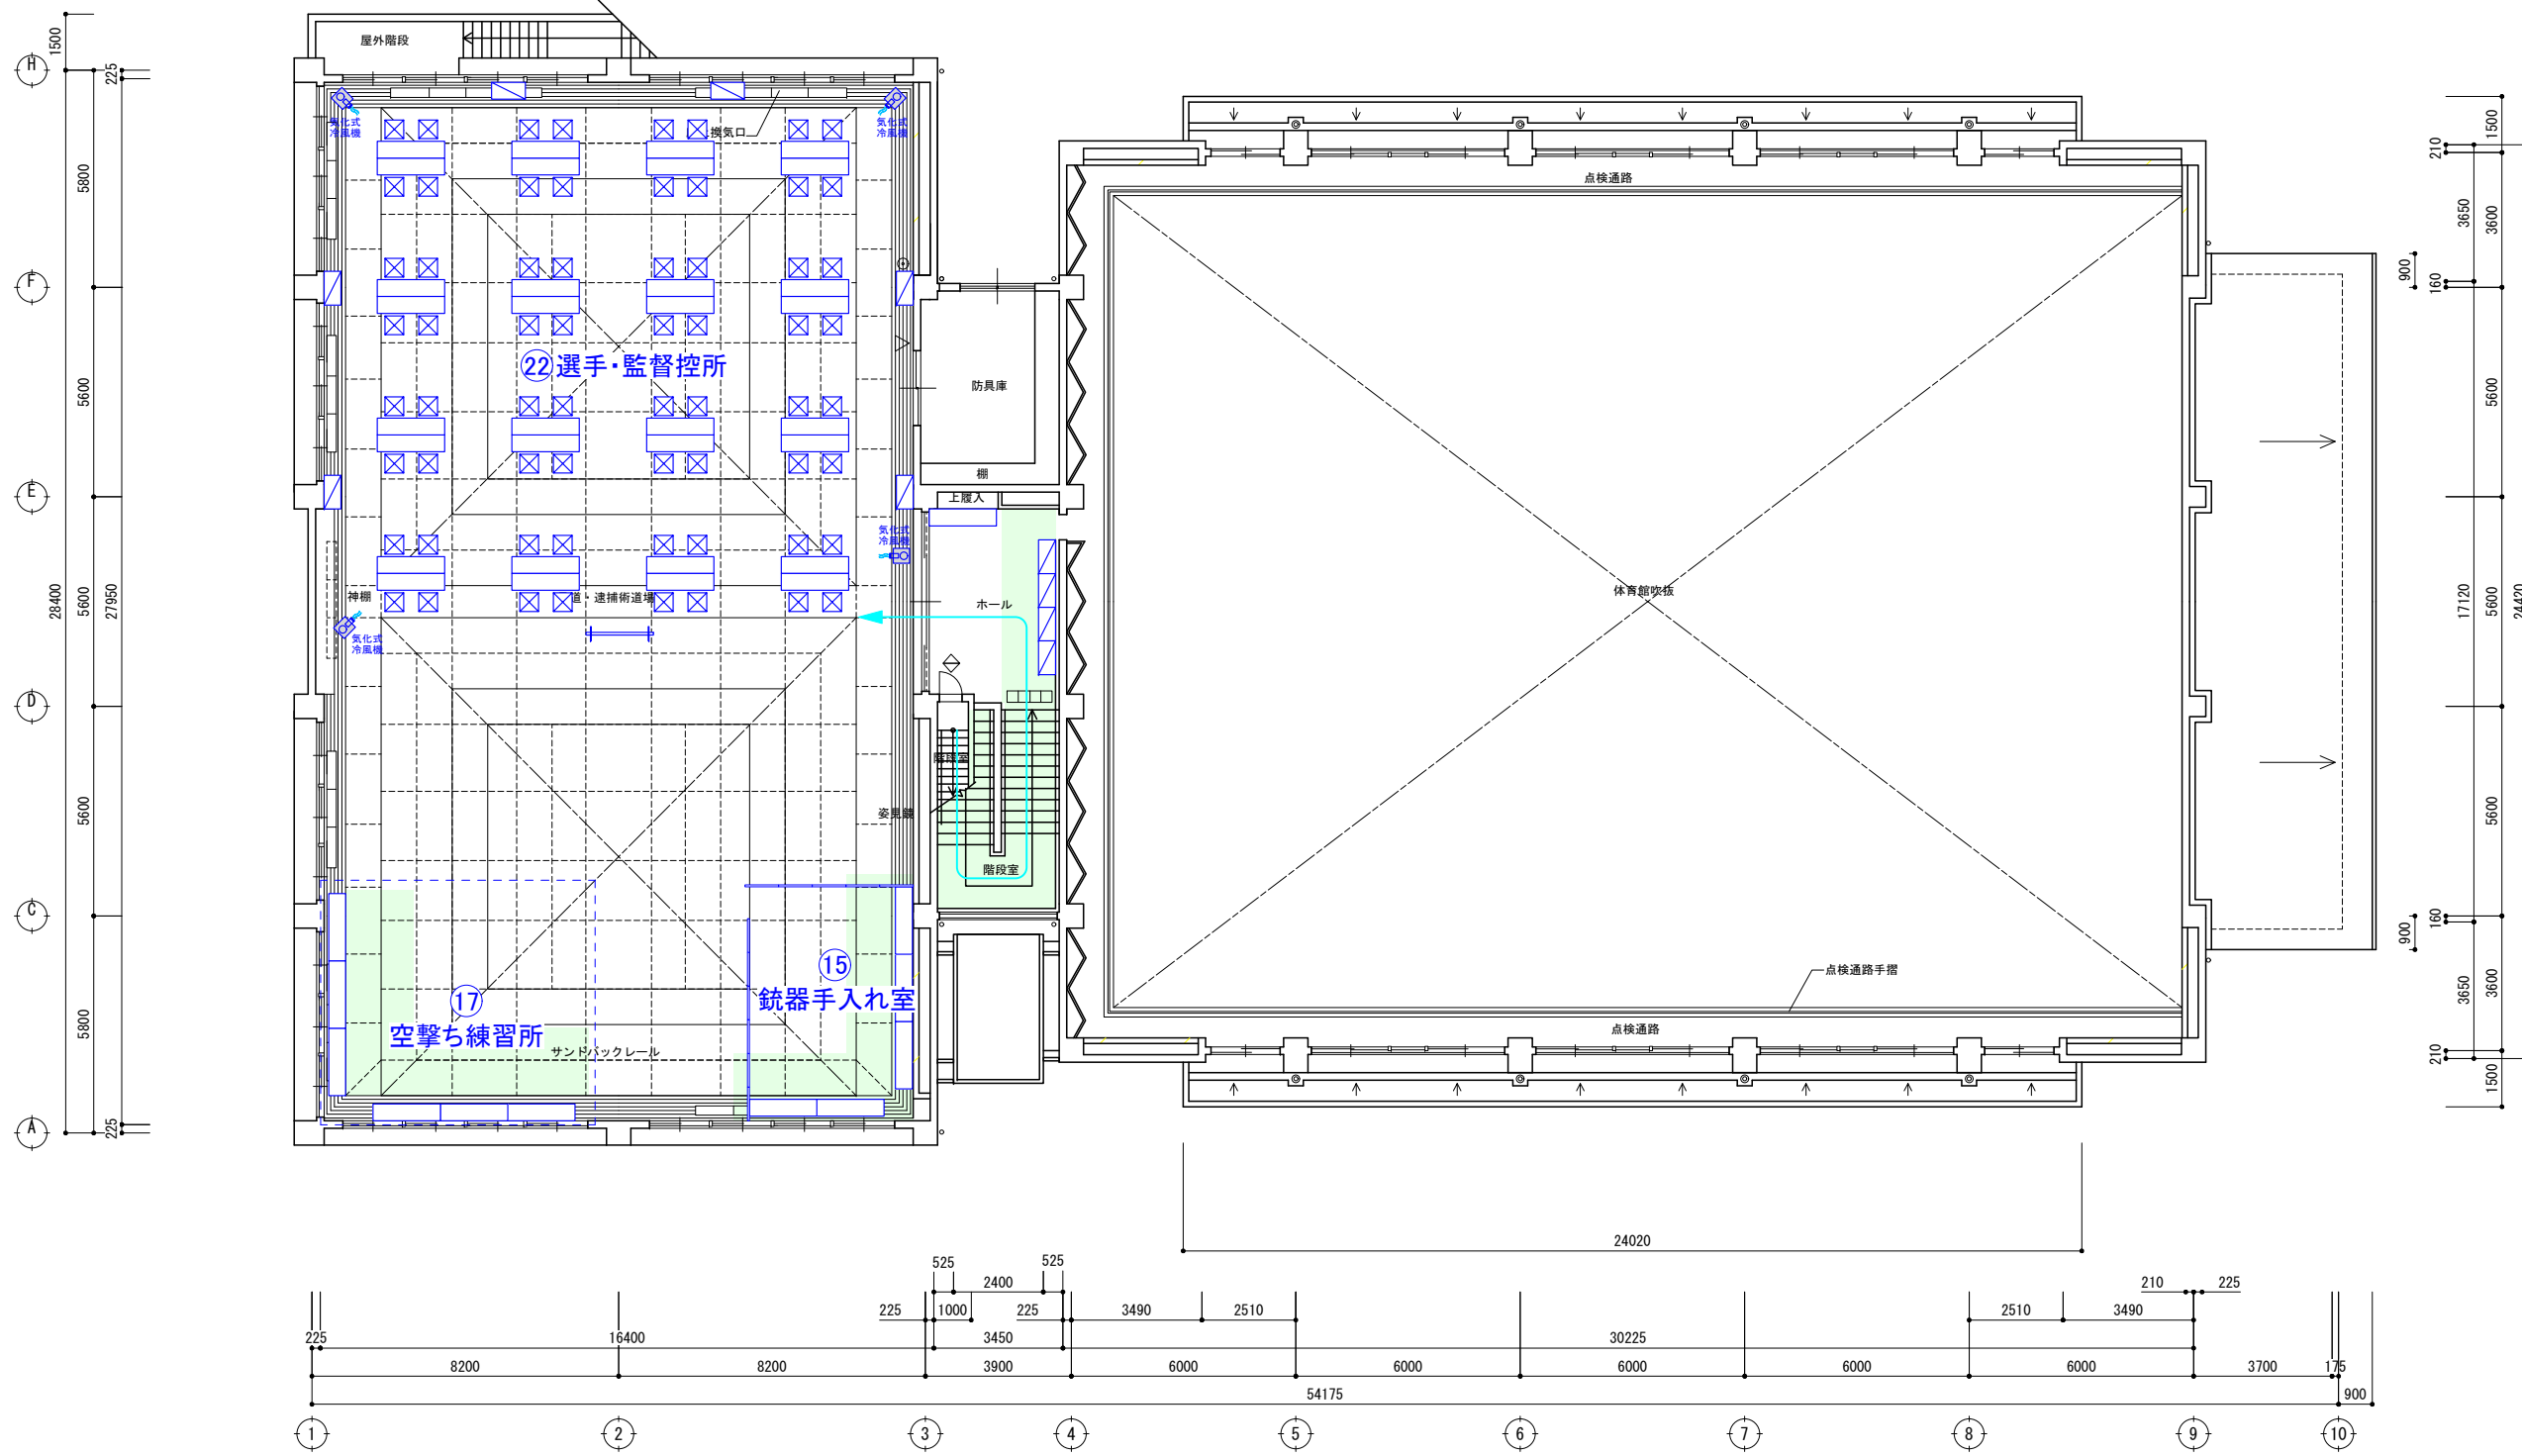 屋外階段
1500
225
H
5800
F
5600
E
28400
5600
27950
D
5600
C
5800
A
225
気化式
冷風機
気化式
冷風機
換気口
22 選手・監督控所
防具庫
棚
上履入
気化式
冷風機
ホール
神棚
道・逮捕術道場
気化式
冷風機
階段室
姿見鏡
階段室
17
空撃ち練習所
15
銃器手入れ室
サンドバックレール
点検通路
体育館吹抜
点検通路手摺
点検通路
1500
210
3650
3600
900
160
5600
17120
5600
24420
5600
900
160
3650
3600
210
1500
24020
525
525
2400
210
225
225
1000
225
3490
2510
2510
3490
225
16400
3450
30225
8200
8200
3900
6000
6000
6000
6000
6000
3700
175
54175
900
1
2
3
4
5
6
7
8
9
10